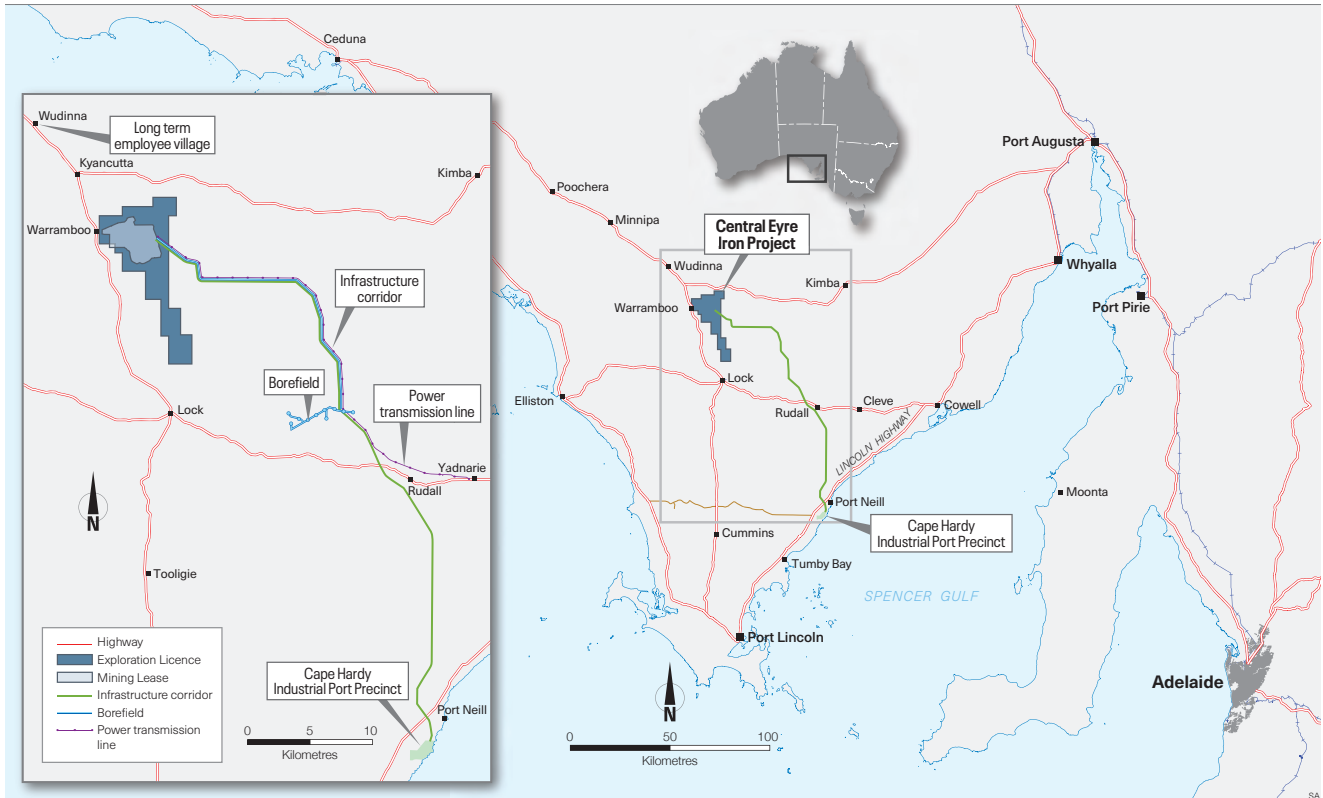 Ceduna
Wudinna
Long term
employee village
Kyancutta
Kimba
Warramboo
Infrastructure
corridor
Borefield
Power
transmission line
Lock
Yadnarie
Rudall
N
Tooligie
Highway
Exploration Licence
Mining Lease
Infrastructure corridor
Borefield
Power transmission
line
Cape Hardy
Industrial Port Precinct
Port Neill
0 5 10
Kilometres
Poochera
Minnipa
Central Eyre
Iron Project
Wudinna
Kimba
Warramboo
Port Augusta
Whyalla
Port Pirie
Lock
Elliston
Rudall
Cleve
Cowell
LINCOLN HIGHWAY
Port Neill
Moonta
Cape Hardy
Industrial Port Precinct
Cummins
Tumby Bay
SPENCER GULF
Port Lincoln
N
Adelaide
0 50 100
Kilometres
SA